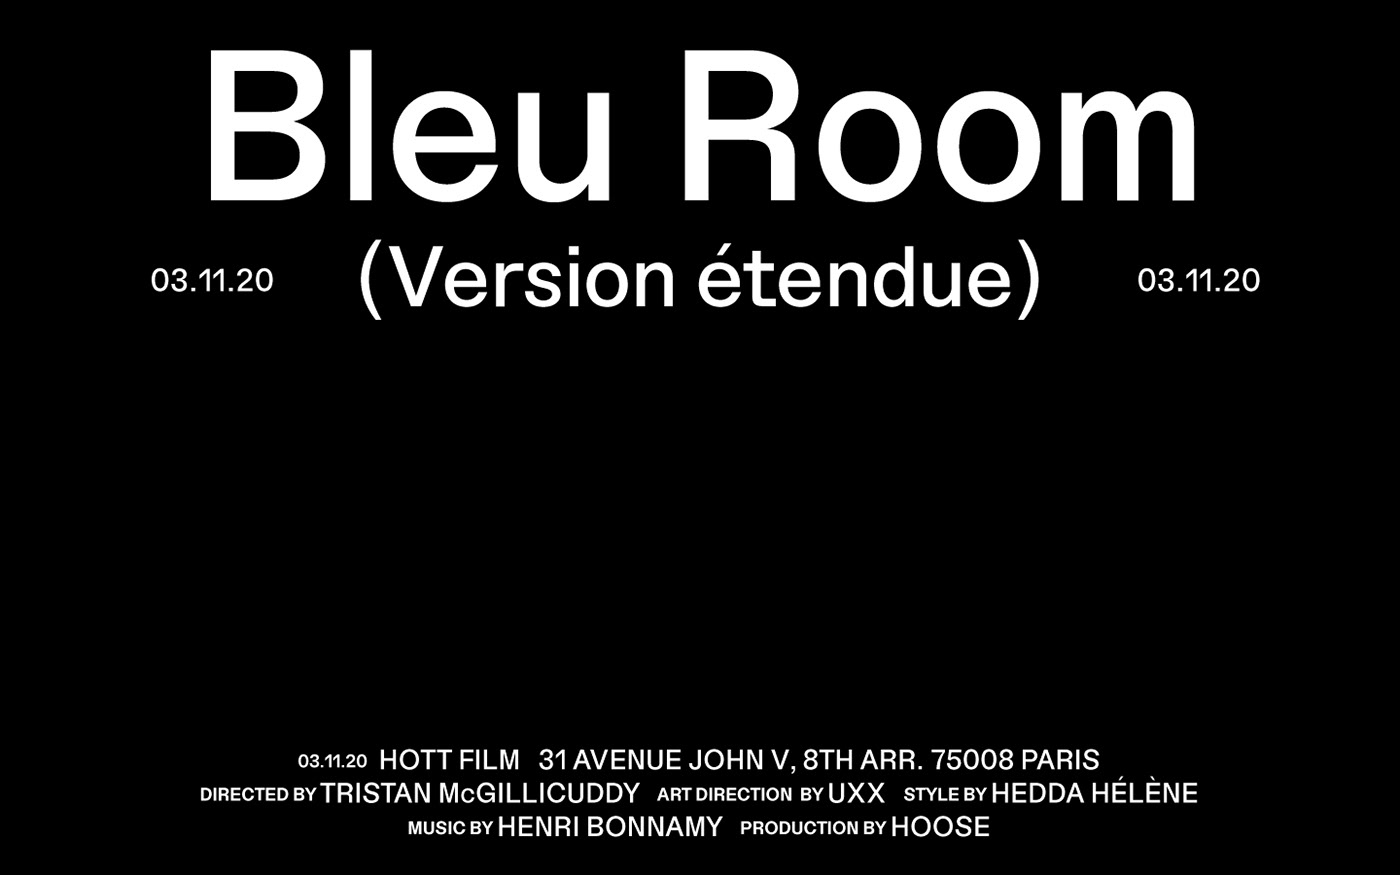 Bleu Room
03.11.20 (Version étendue) 03.11.20
03.11.20 HOTT FILM 31 AVENUE JOHN V, 8TH ARR. 75008 PARIS
DIRECTED BY TRISTAN McGILLICUDDY ART DIRECTION BY UXX STYLE BY HEDDA HÉLÈNE
MUSIC BY HENRI BONNAMY PRODUCTION BY HOOSE